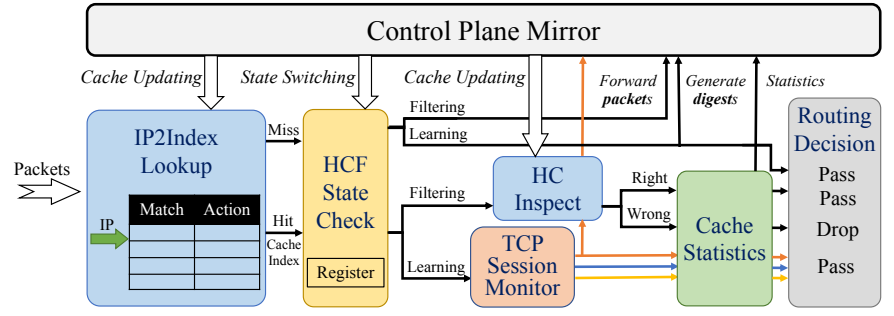 Control Plane Mirror
Cache Updating
State Switching
Cache Updating
Forward
packets
Generate
digests
Statistics
Packets
IP2Index
Lookup
IP
Match
Action
Miss
Hit
Cache
Index
HCF
State
Check
Register
Filtering
Learning
Filtering
Learning
HC
Inspect
TCP
Session
Monitor
Right
Wrong
Cache
Statistics
Routing
Decision
Pass
Pass
Drop
Pass